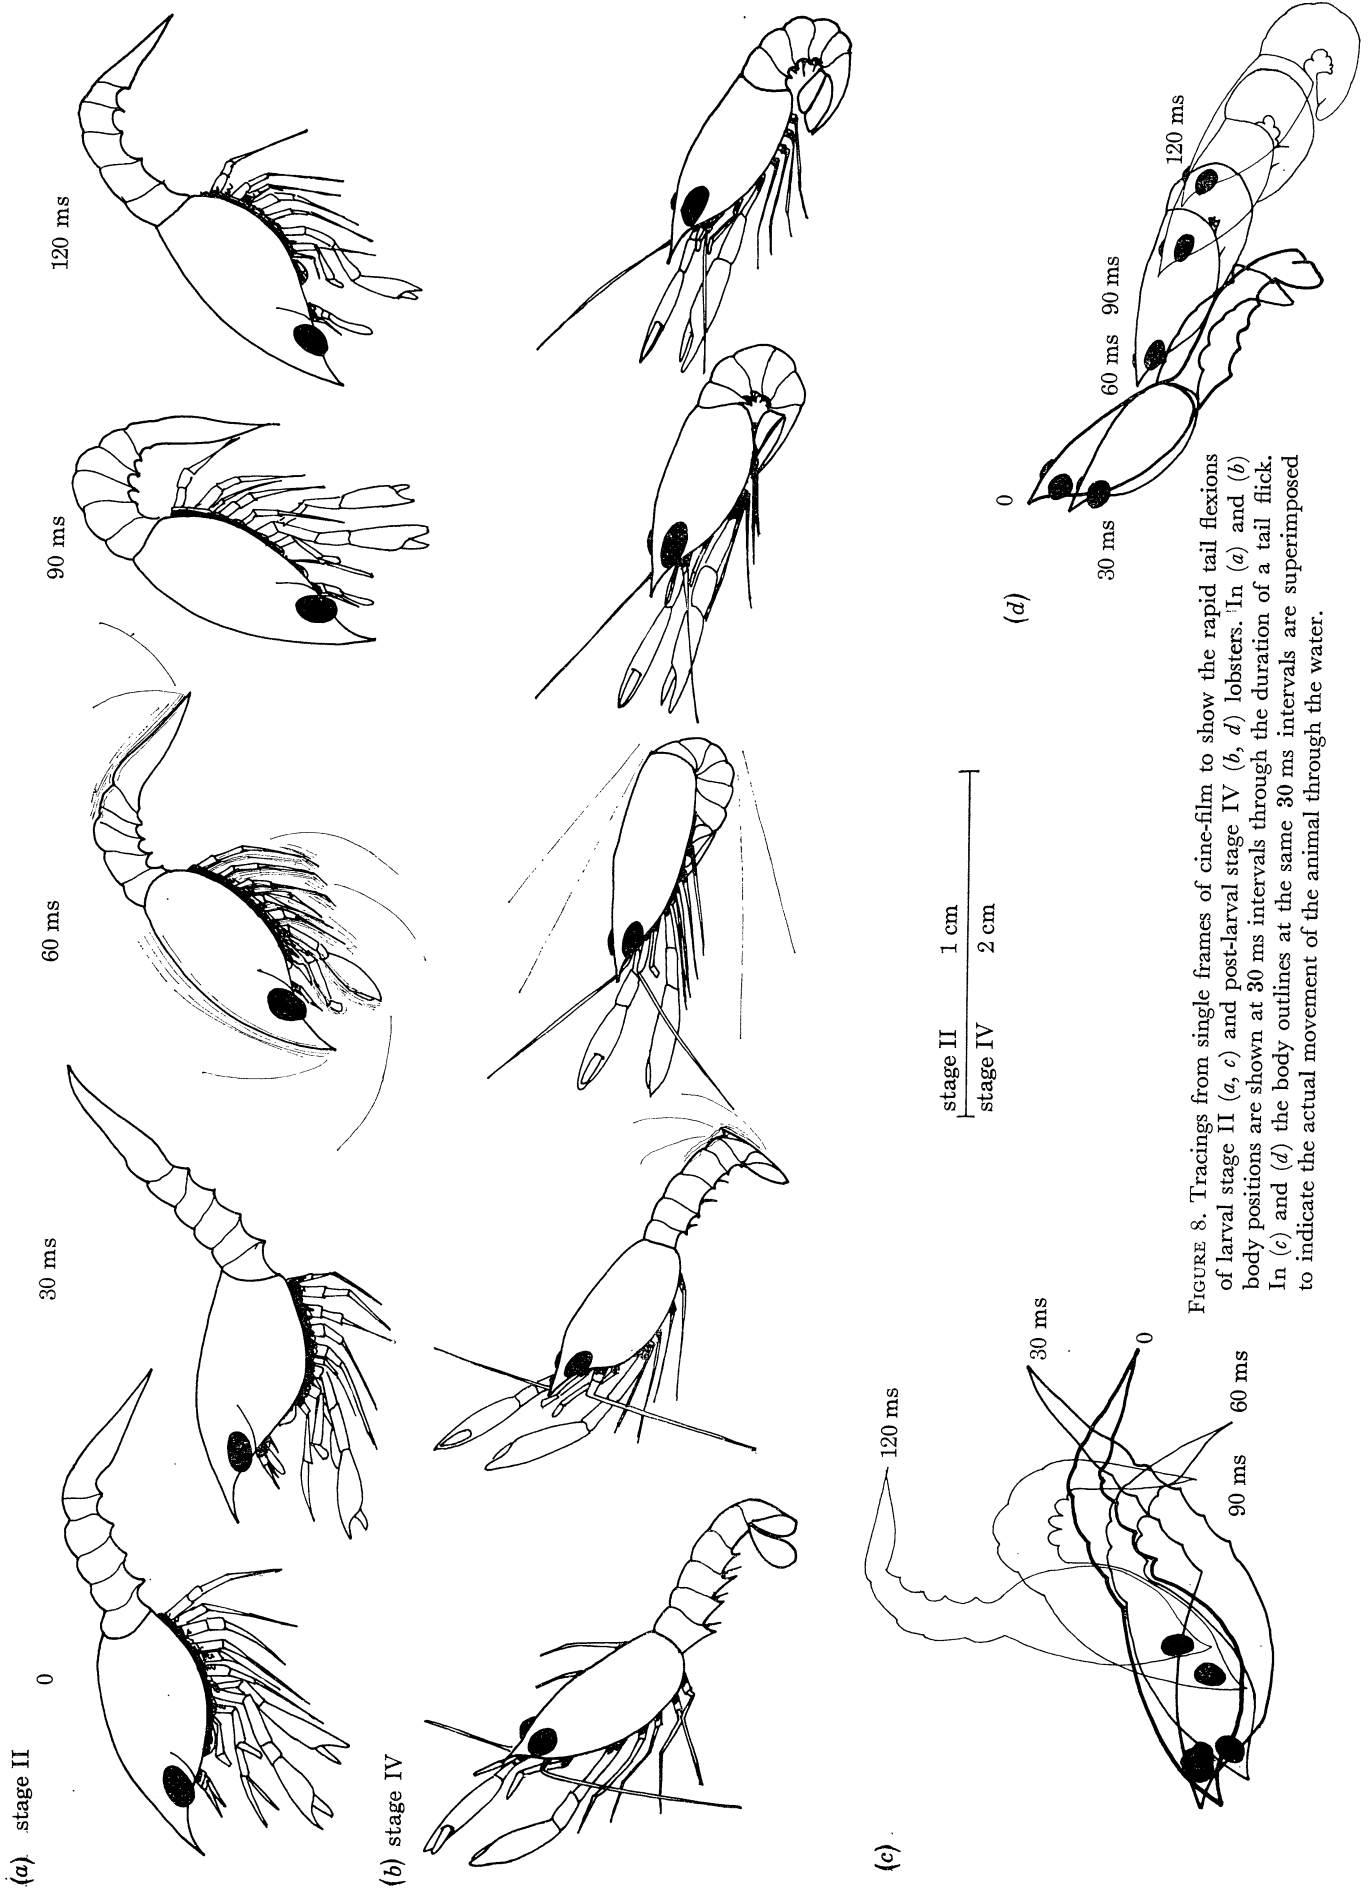 (a) stage II
0
30 ms
60 ms
90 ms
120 ms
(b) stage IV
(c)
120 ms
30 ms
0
60 ms
90 ms
stage II 1 cm
stage IV 2 cm
(d)
0
30 ms
60 ms 90 ms
120 ms
FIGURE 8. Tracings from single frames of cine-film to show the rapid tail flexions
of larval stage II (a, c) and post-larval stage IV (b, d) lobsters. In (a) and (b)
body positions are shown at 30 ms intervals through the duration of a tail flick.
In (c) and (d) the body outlines at the same 30 ms intervals are superimposed
to indicate the actual movement of the animal through the water.